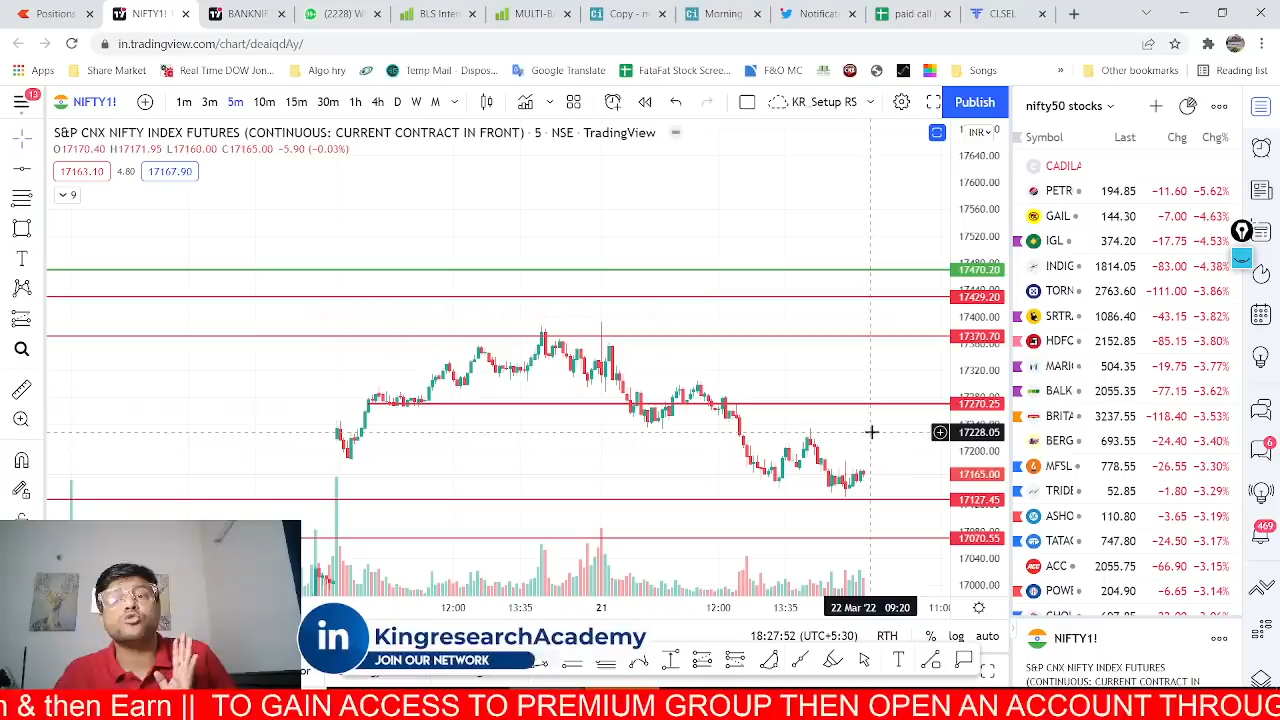 Positions
NIFTY1! 1
BANKNIF
(2228) W
BLS Inter
MULTI-
Copy - m
Morning
Notificati
paid call
CLSEL
in.tradingview.com/chart/deaiqdAy/
Apps
Share Market
Real Time DOW Jon...
Algo hry
Temp Mail - Dispos...
Google Translate
FataFat Stock Scree...
F&O MC
Songs
»
Other bookmarks
Reading list
13
NIFTY1!
1m 3m 5m 10m 15m 30m 1h 4h D W M
KR_Setup RS
Publish
nifty50 stocks
S&P CNX NIFTY INDEX FUTURES (CONTINUOUS: CURRENT CONTRACT IN FRONT) · 5 · NSE · TradingView
O17170.40 H17171.95 L17160.00 C17165.00 −5.90 (−0.03%)
17163.10 4.80 17167.90
9
INR
17640.00
17600.00
17560.00
17520.00
17470.20
17429.20
17400.00
17370.70
17320.00
17270.25
17228.05
17200.00
17165.00
17127.45
17070.55
17040.00
17000.00
Symbol Last Chg Chg%
CADILA
PETR 194.85 −11.60 −5.62%
GAIL 144.30 −7.00 −4.63%
IGL 374.20 −17.75 −4.53%
INDIG 1814.05 −83.00 −4.38%
TORN 2763.60 −111.00 −3.86%
SRTR 1086.40 −43.15 −3.82%
HDFC 2152.85 −85.15 −3.80%
MARI 504.35 −19.75 −3.77%
BALK 2055.05 −77.15 −3.62%
BRITA 3237.55 −118.40 −3.53%
BERG 693.55 −24.40 −3.40%
MFSL 778.55 −26.55 −3.30%
TRIDE 52.85 −1.80 −3.29%
ASHO 110.80 −3.65 −3.19%
TATAC 747.80 −24.50 −3.17%
ACC 2055.75 −66.90 −3.15%
POWE 204.90 −6.65 −3.14%
6
469
12:00 13:35 21 12:00 13:35 22 Mar '22 09:20 11:0
18:27:52 (UTC+5:30) RTH % log auto
in
KingresearchAcademy
JOIN OUR NETWORK
NIFTY1!
S&P CNX NIFTY INDEX FUTURES
(CONTINUOUS: CURRENT CONTRACT IN
n & then Earn || TO GAIN ACCESS TO PREMIUM GROUP THEN OPEN AN ACCOUNT THROUG